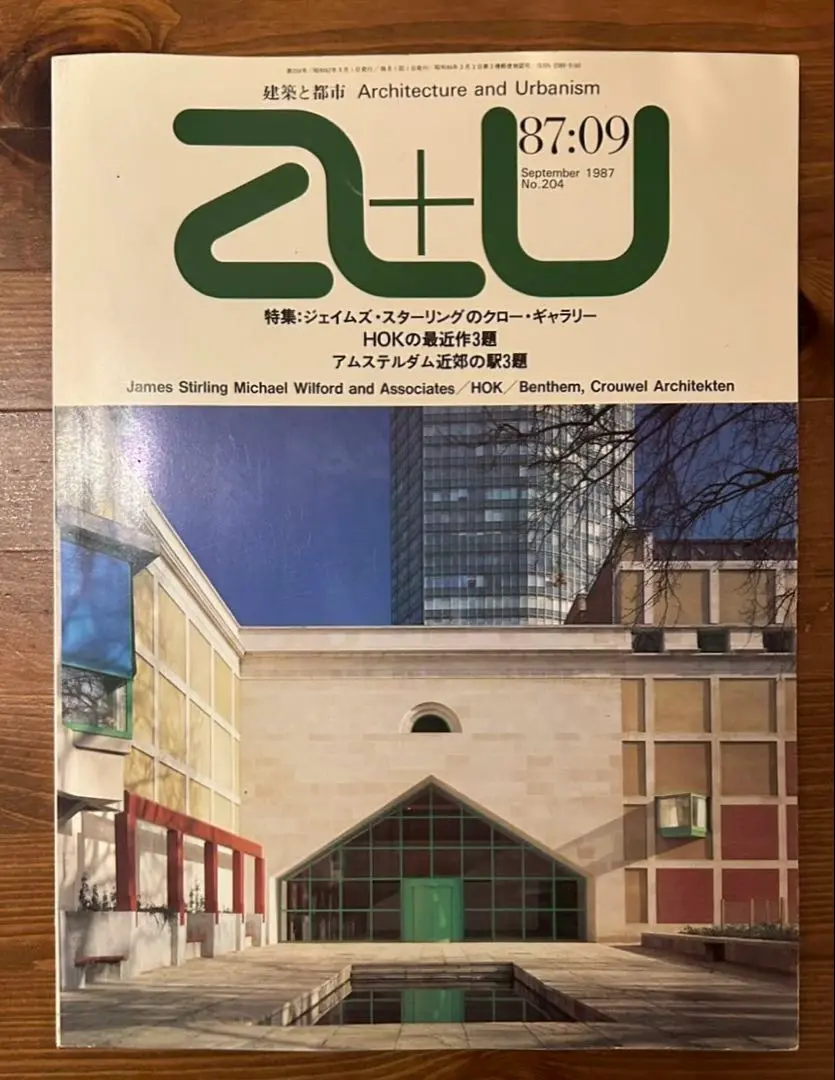 建築と都市 Architecture and Urbanism
a+U
87:09
September 1987
No.204
特集:ジェイムズ・スターリングのクロー・ギャラリー
HOKの最近作3題
アムステルダム近郊の駅3題
James Stirling Michael Wilford and Associates/HOK/Benthem, Crouwel Architekten